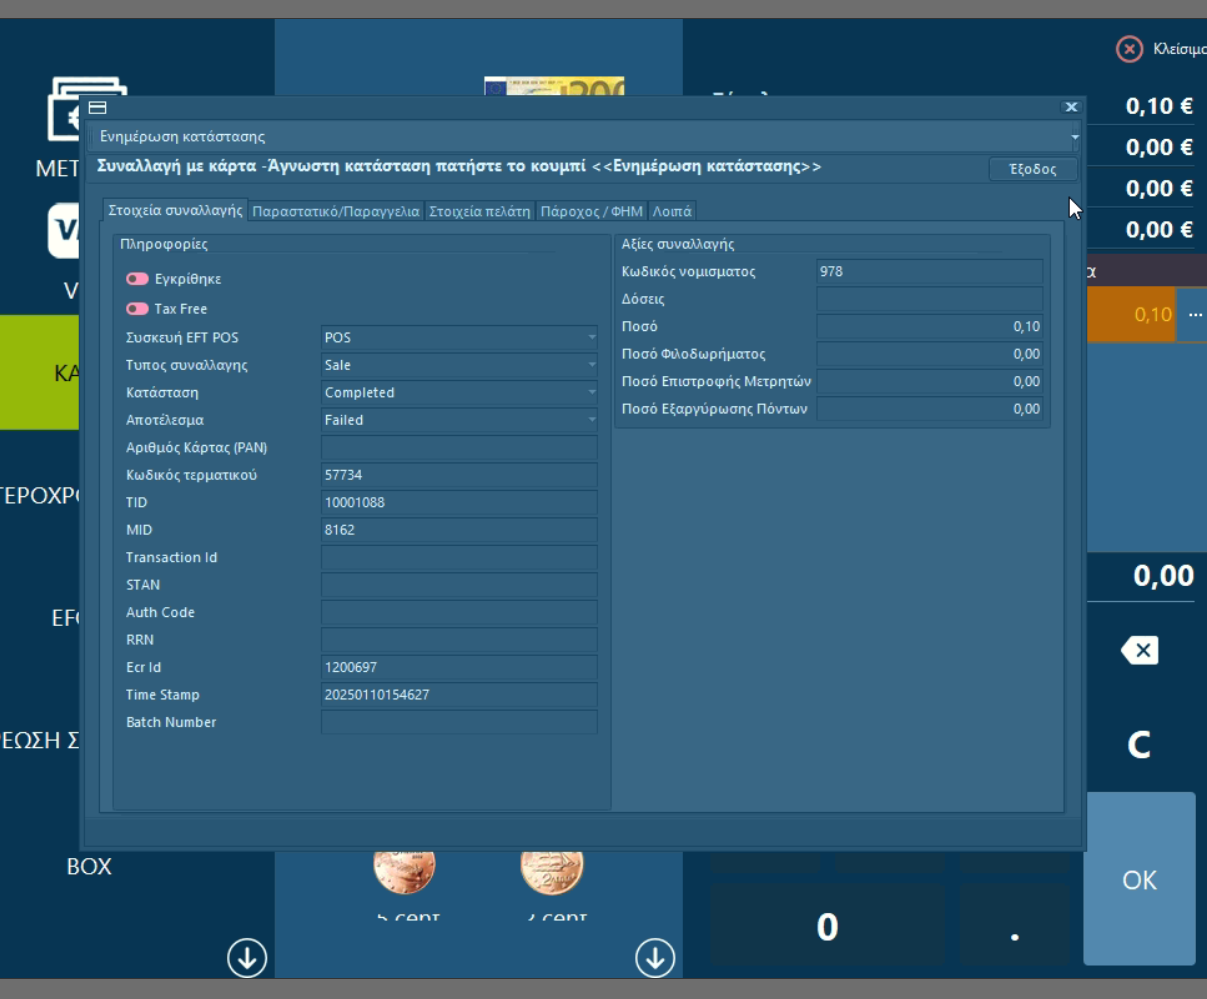 Κλείσιμο
200
0,10 €
ΜΕΤ
Ενημέρωση κατάστασης
0,00 €
Συναλλαγή με κάρτα -Άγνωστη κατάσταση πατήστε το κουμπί <<Ενημέρωση κατάστασης>>
Έξοδος
0,00 €
Στοιχεία συναλλαγής Παραστατικό/Παραγγελια Στοιχεία πελάτη Πάροχος / ΦΗΜ Λοιπά
0,00 €
Πληροφορίες
Εγκρίθηκε
Tax Free
Συσκευή EFT POS POS
Τυπος συναλλαγης Sale
Κατάσταση Completed
Αποτέλεσμα Failed
Αριθμός Κάρτας (PAN)
Κωδικός τερματικού 57734
TID 10001088
MID 8162
Transaction Id
STAN
Auth Code
RRN
Ecr Id 1200697
Time Stamp 20250110154627
Batch Number
Αξίες συναλλαγής
Κωδικός νομισματος 978
Δόσεις
Ποσό 0,10
Ποσό Φιλοδωρήματος 0,00
Ποσό Επιστροφής Μετρητών 0,00
Ποσό Εξαργύρωσης Πόντων 0,00
α
0,10 ...
V
ΚΑ
ΤΕΡΟΧΡ
EF
ΡΕΩΣΗ Σ
BOX
0,00
C
OK
5 cent
2 cent
0
.